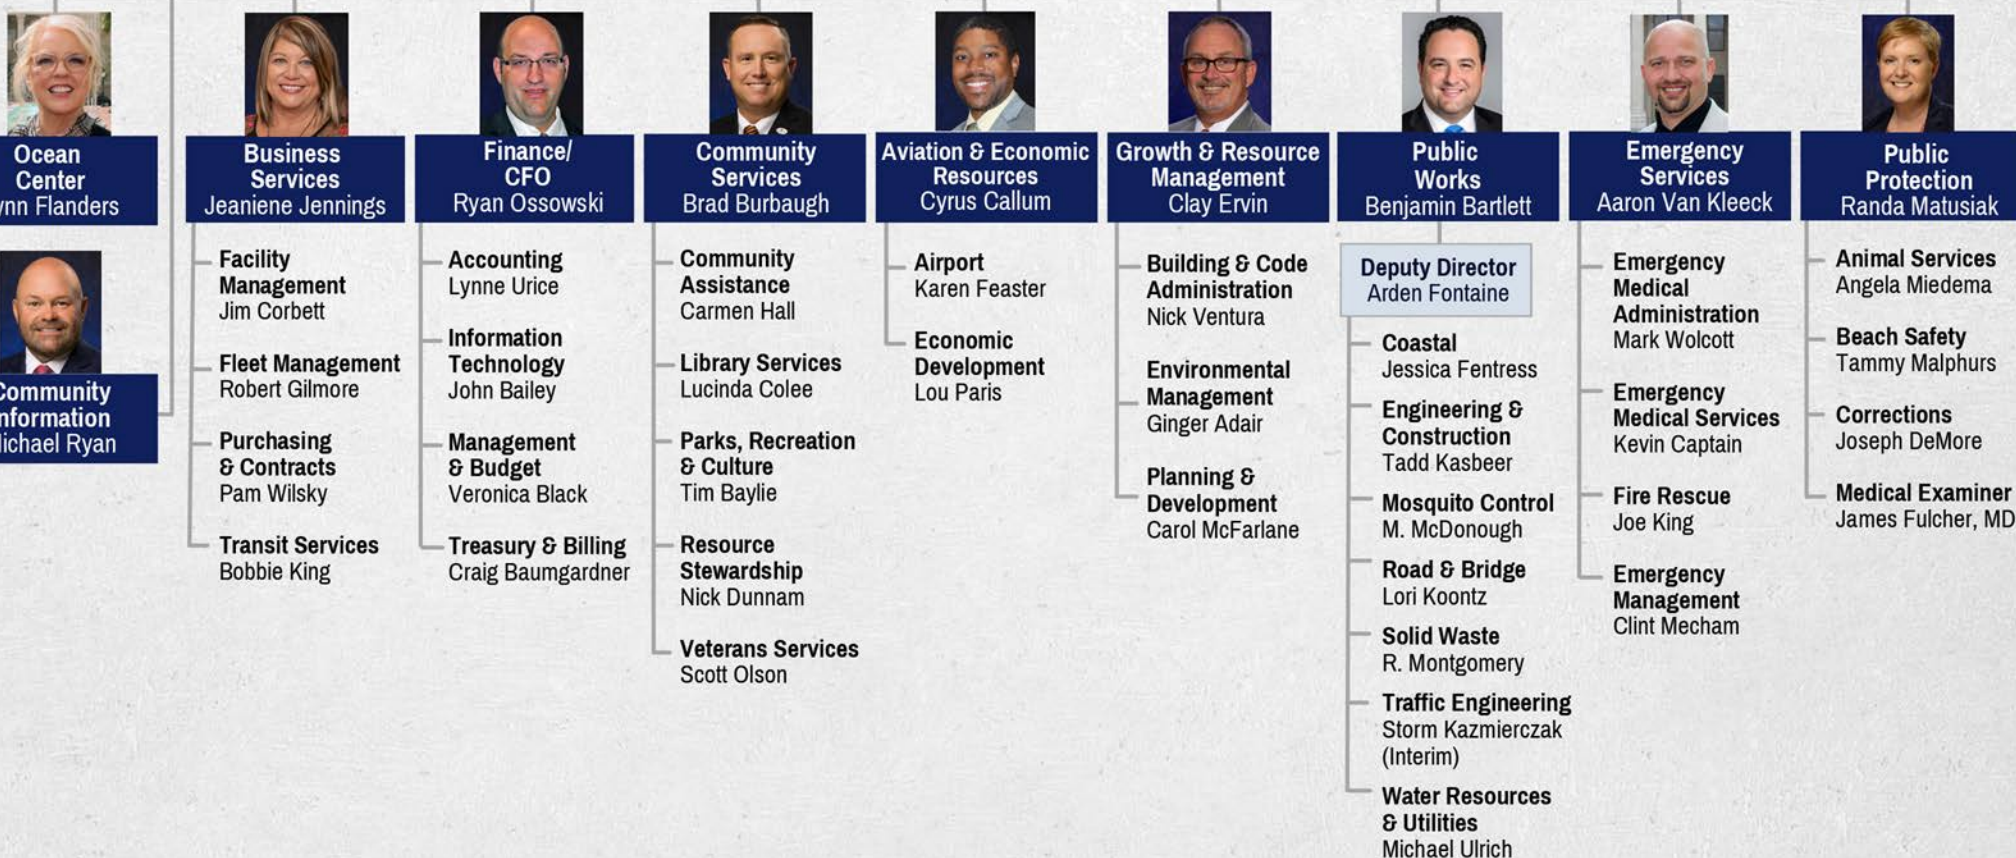 Ocean
Center
Flanders
Community
Information
Michael Ryan
Business
Services
Jeaniene Jennings
Facility
Management
Jim Corbett
Fleet Management
Robert Gilmore
Purchasing
& Contracts
Pam Wilsky
Transit Services
Bobbie King
Finance/
CFO
Ryan Ossowski
Accounting
Lynne Urice
Information
Technology
John Bailey
Management
& Budget
Veronica Black
Treasury & Billing
Craig Baumgardner
Community
Services
Brad Burbaugh
Community
Assistance
Carmen Hall
Library Services
Lucinda Colee
Parks, Recreation
& Culture
Tim Baylie
Resource
Stewardship
Nick Dunnam
Veterans Services
Scott Olson
Aviation & Economic
Resources
Cyrus Callum
Airport
Karen Feaster
Economic
Development
Lou Paris
Growth & Resource
Management
Clay Ervin
Building & Code
Administration
Nick Ventura
Environmental
Management
Ginger Adair
Planning &
Development
Carol McFarlane
Public
Works
Benjamin Bartlett
Deputy Director
Arden Fontaine
Coastal
Jessica Fentress
Engineering &
Construction
Tadd Kasbeer
Mosquito Control
M. McDonough
Road & Bridge
Lori Koontz
Solid Waste
R. Montgomery
Traffic Engineering
Storm Kazmierczak
(Interim)
Water Resources
& Utilities
Michael Ulrich
Emergency
Services
Aaron Van Kleeck
Emergency
Medical
Administration
Mark Wolcott
Emergency
Medical Services
Kevin Captain
Fire Rescue
Joe King
Emergency
Management
Clint Mecham
Public
Protection
Randa Matusiak
Animal Services
Angela Miedema
Beach Safety
Tammy Malphurs
Corrections
Joseph DeMore
Medical Examiner
James Fulcher, MD